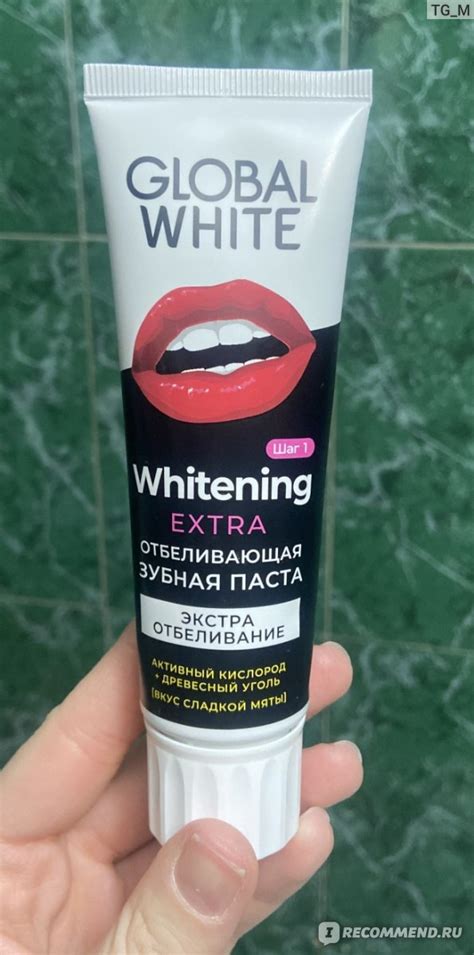 TG_M
GLOBAL
WHITE
Шаг 1
Whitening
EXTRA
ОТБЕЛИВАЮЩАЯ
ЗУБНАЯ ПАСТА
ЭКСТРА
ОТБЕЛИВАНИЕ
АКТИВНЫЙ КИСЛОРОД
+ ДРЕВЕСНЫЙ УГОЛЬ
[ВКУС СЛАДКОЙ МЯТЫ]
I RECOMMEND.RU